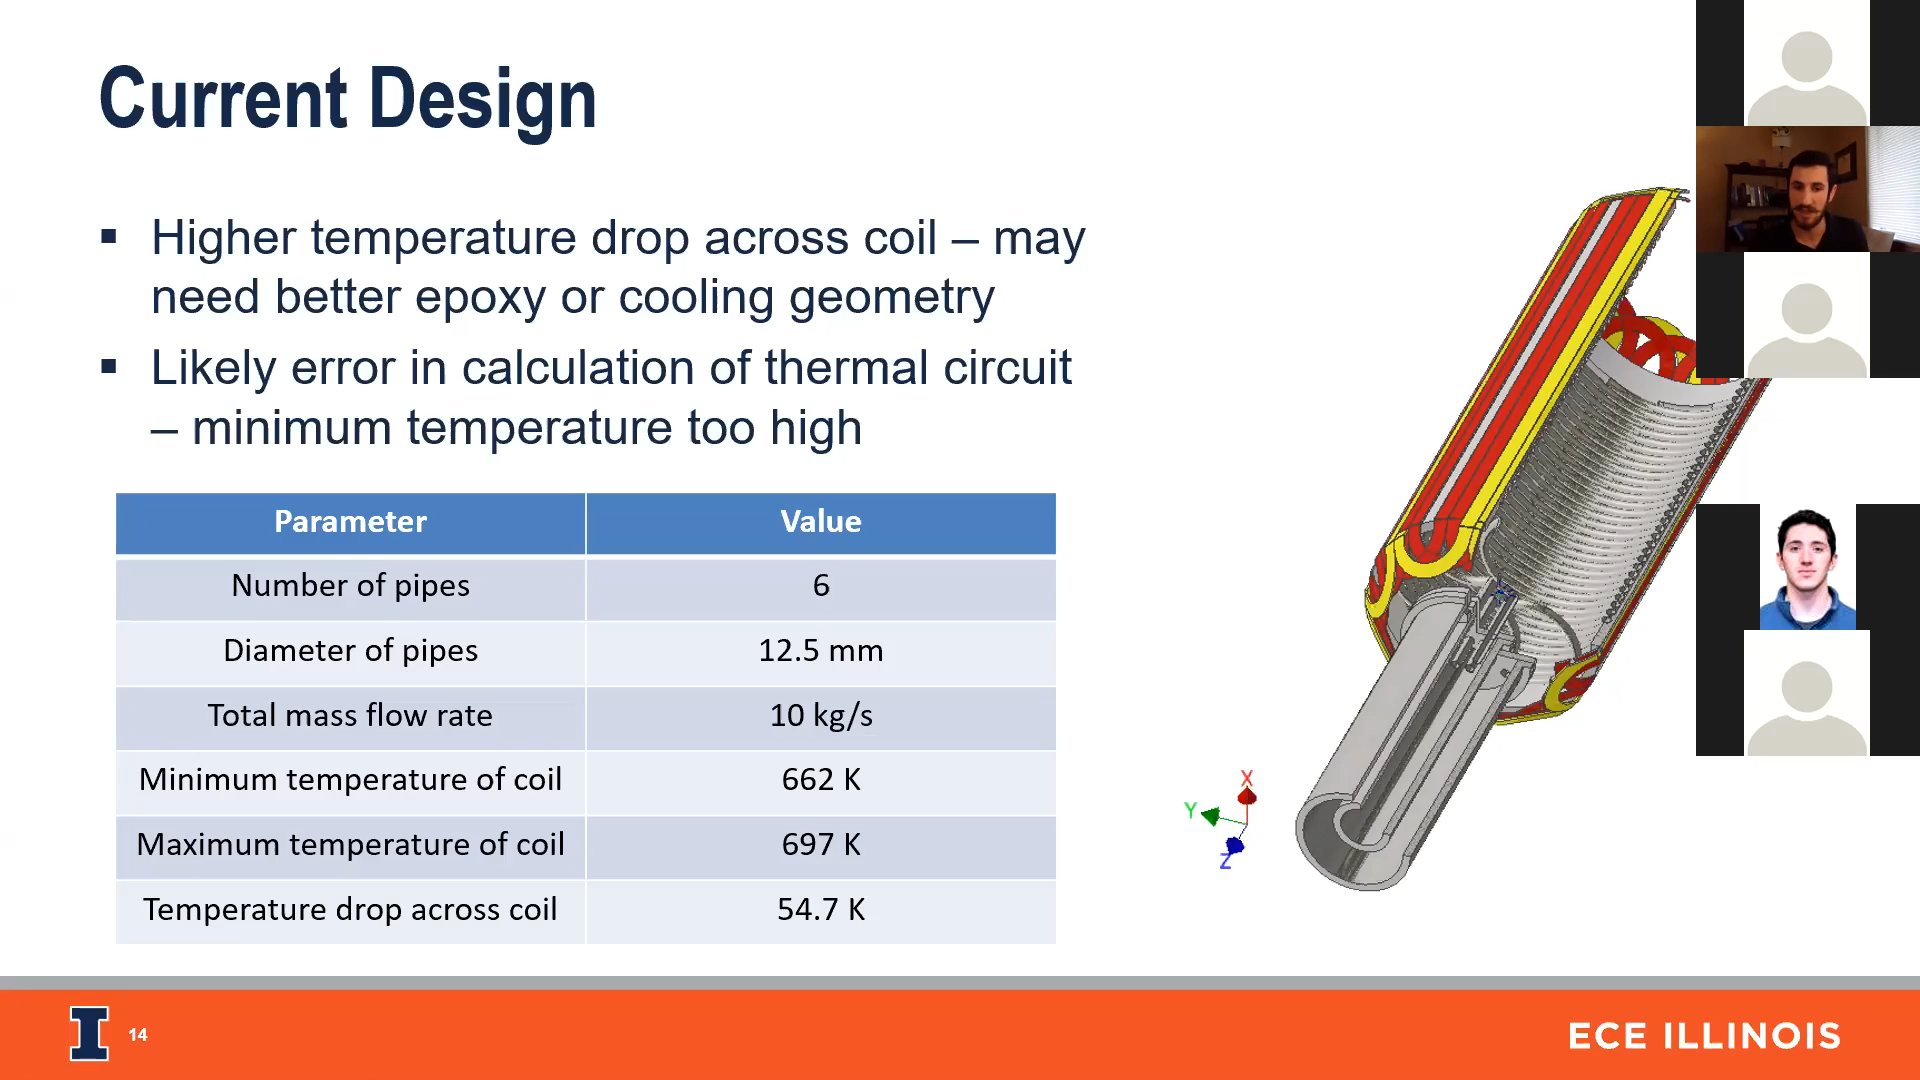 Current Design
▪ Higher temperature drop across coil – may
need better epoxy or cooling geometry
▪ Likely error in calculation of thermal circuit
– minimum temperature too high
Parameter Value
Number of pipes 6
Diameter of pipes 12.5 mm
Total mass flow rate 10 kg/s
Minimum temperature of coil 662 K
Maximum temperature of coil 697 K
Temperature drop across coil 54.7 K
X
Y
Z
I
14
ECE ILLINOIS